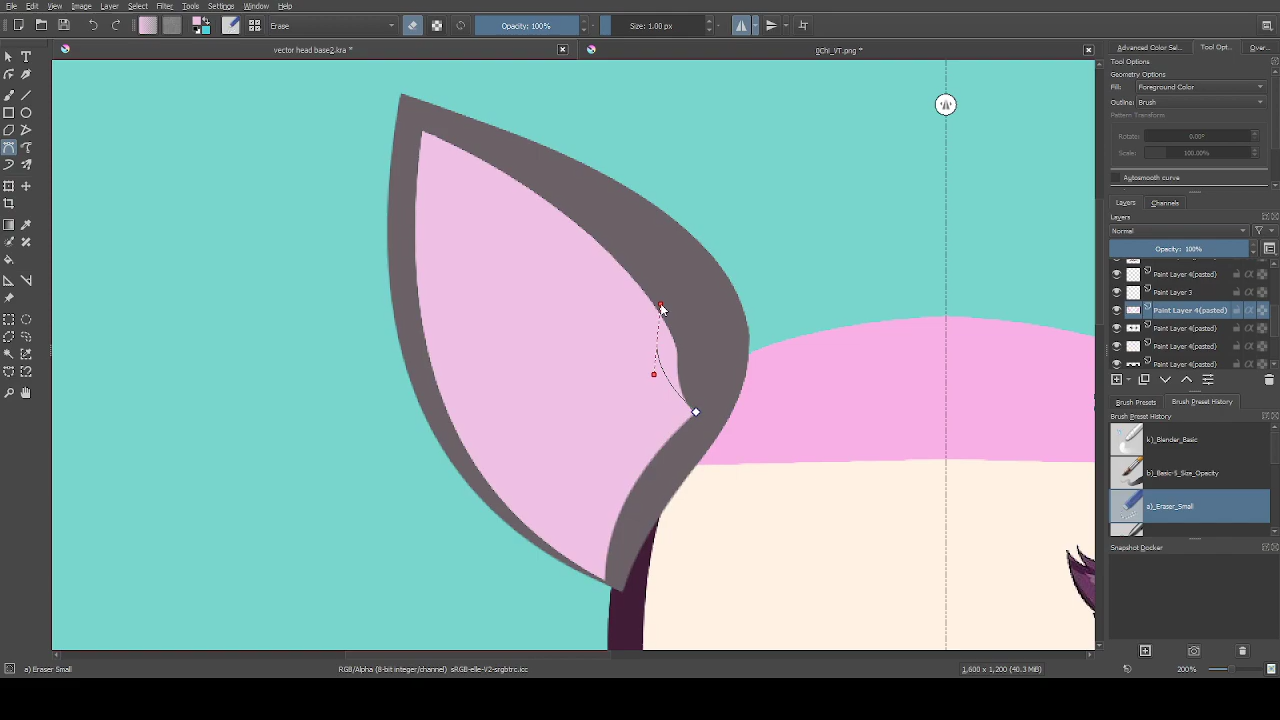 File Edit View Image Layer Select Filter Tools Settings Window Help
Erase Opacity: 100% Size: 1.00 px
vector head base2.kra * 0Chi_VT.png *
Advanced Color Sel... Tool Opt... Over...
Tool Options
Geometry Options
Fill: Foreground Color
Outline: Brush
Pattern Transform
Rotate: 0.00°
Scale: 100.00%
Autosmooth curve
Layers Channels
Layers
Normal
Opacity: 100%
Paint Layer 4(pasted)
Paint Layer 3
Paint Layer 4(pasted)
Paint Layer 4(pasted)
Paint Layer 4(pasted)
Paint Layer 4(pasted)
Brush Presets Brush Preset History
Brush Preset History
k)_Blender_Basic
b)_Basic-5_Size_Opacity
a)_Eraser_Small
Snapshot Docker
a) Eraser Small RGB/Alpha (8-bit integer/channel) sRGB-elle-V2-srgbtrc.icc 1,600 x 1,200 (40.3 MiB) 200%